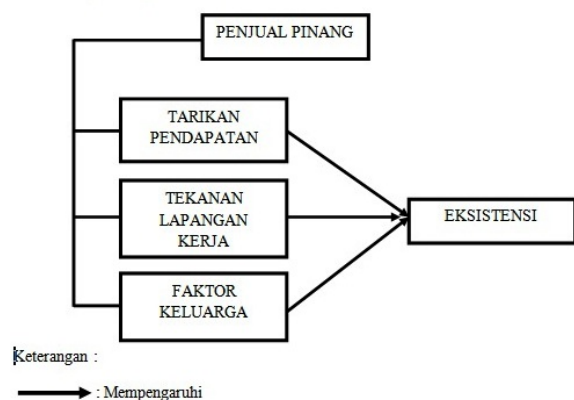 PENJUAL PINANG
TARIKAN
PENDAPATAN
TEKANAN
LAPANGAN
KERJA
EKSISTENSI
FAKTOR
KELUARGA
Keterangan :
: Mempengaruhi